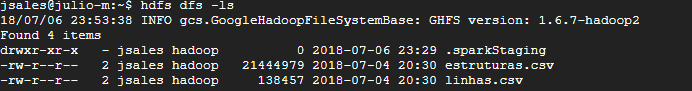 jsales@julio-m:~$ hdfs dfs -ls
18/07/06 23:53:38 INFO gcs.GoogleHadoopFileSystemBase: GHFS version: 1.6.7-hadoop2
Found 4 items
drwxr-xr-x   - jsales hadoop          0 2018-07-06 23:29 .sparkStaging
-rw-r--r--   2 jsales hadoop   21444979 2018-07-04 20:30 estruturas.csv
-rw-r--r--   2 jsales hadoop     138457 2018-07-04 20:30 linhas.csv